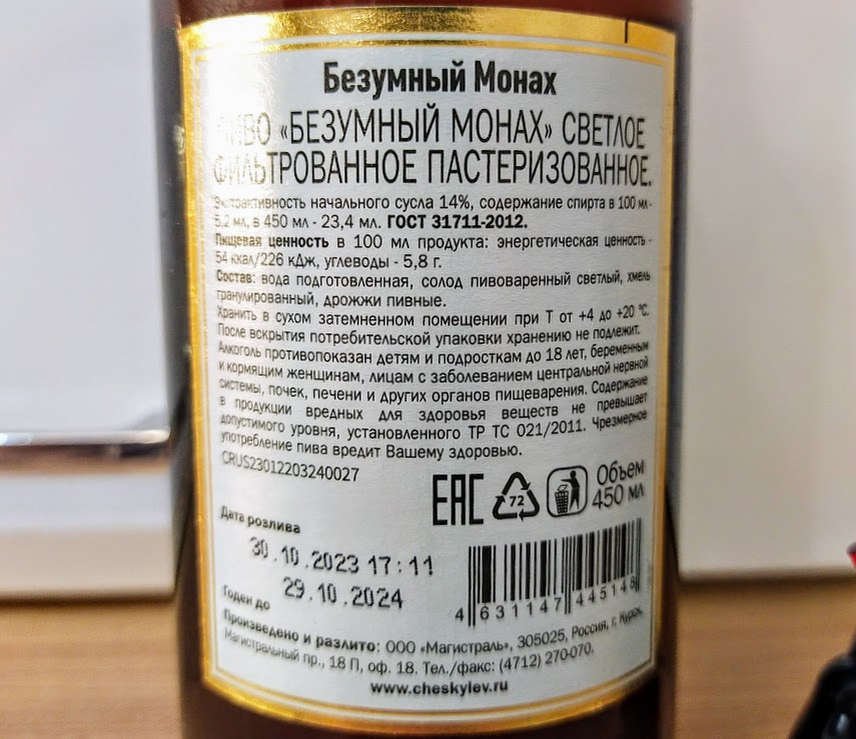 Безумный Монах
ПИВО «БЕЗУМНЫЙ МОНАХ» СВЕТЛОЕ
ФИЛЬТРОВАННОЕ ПАСТЕРИЗОВАННОЕ.
Экстрактивность начального сусла 14%, содержание спирта в 100 мл-
5,2 мл, в 450 мл - 23,4 мл. ГОСТ 31711-2012.
Пищевая ценность в 100 мл продукта: энергетическая ценность -
54 ккал/226 кДж, углеводы - 5,8 г.
Состав: вода подготовленная, солод пивоваренный светлый, хмель
гранулированный, дрожжи пивные.
Хранить в сухом затемненном помещении при Т от +4 до +20 °С.
После вскрытия потребительской упаковки хранению не подлежит.
Алкоголь противопоказан детям и подросткам до 18 лет, беременным
и кормящим женщинам, лицам с заболеванием центральной нервной
системы, почек, печени и других органов пищеварения. Содержание
в продукции вредных для здоровья веществ не превышает
допустимого уровня, установленного ТР ТС 021/2011. Чрезмерное
употребление пива вредит Вашему здоровью.
CRUS23012203240027
EAC 72 Объем
450 мл
Дата розлива
30.10.2023 17:11
29.10.2024
Годен до
4 631147 445148
Произведено и разлито: ООО «Магистраль», 305025, Россия, г. Курск,
Магистральный пр., 18 П, оф. 18. Тел./факс: (4712) 270-070.
www.cheskylev.ru